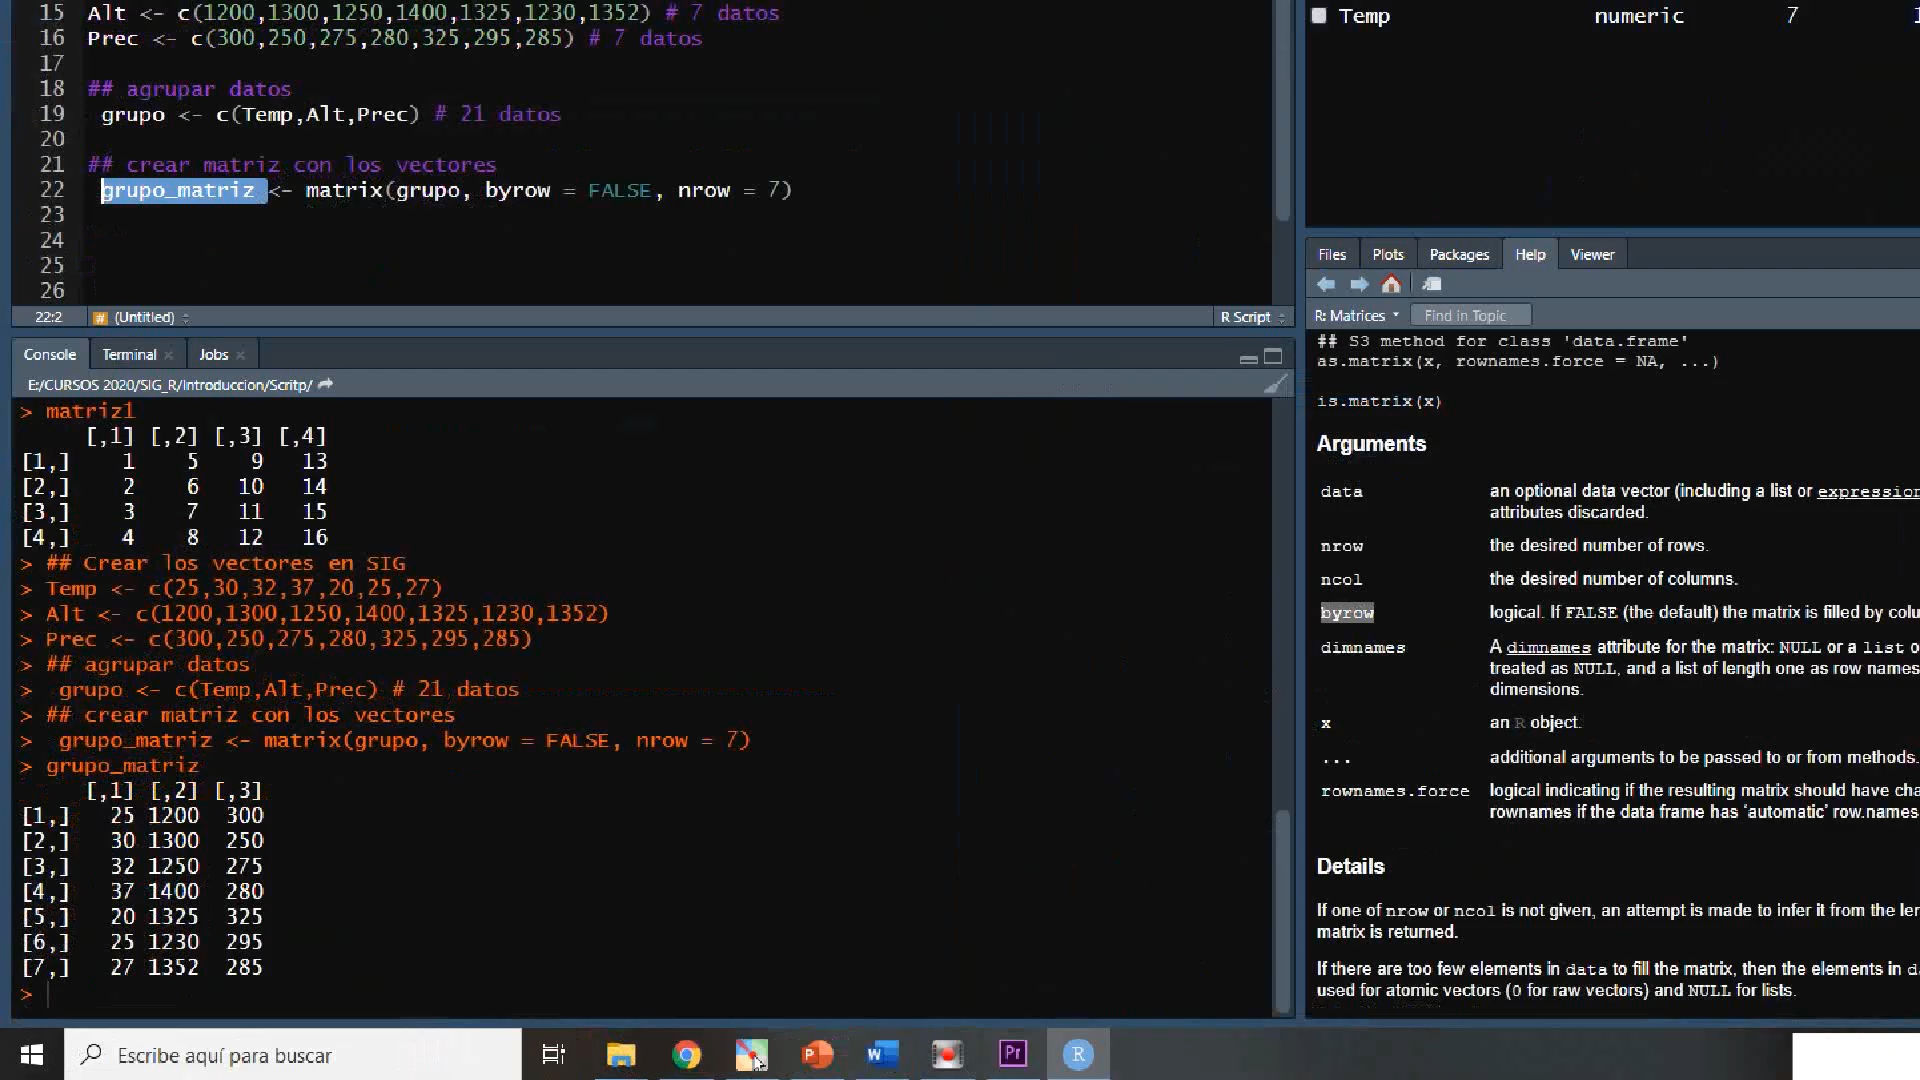 15 Alt <- c(1200,1300,1250,1400,1325,1230,1352) # 7 datos
16 Prec <- c(300,250,275,280,325,295,285) # 7 datos
17
18 ## agrupar datos
19 grupo <- c(Temp,Alt,Prec) # 21 datos
20
21 ## crear matriz con los vectores
22 grupo_matriz <- matrix(grupo, byrow = FALSE, nrow = 7)
23
24
25
26
22:2 # (Untitled) R Script
Console Terminal Jobs
E:/CURSOS 2020/SIG_R/Introduccion/Scritp/
> matriz1
[,1] [,2] [,3] [,4]
[1,] 1 5 9 13
[2,] 2 6 10 14
[3,] 3 7 11 15
[4,] 4 8 12 16
> ## Crear los vectores en SIG
> Temp <- c(25,30,32,37,20,25,27)
> Alt <- c(1200,1300,1250,1400,1325,1230,1352)
> Prec <- c(300,250,275,280,325,295,285)
> ## agrupar datos
> grupo <- c(Temp,Alt,Prec) # 21 datos
> ## crear matriz con los vectores
> grupo_matriz <- matrix(grupo, byrow = FALSE, nrow = 7)
> grupo_matriz
[,1] [,2] [,3]
[1,] 25 1200 300
[2,] 30 1300 250
[3,] 32 1250 275
[4,] 37 1400 280
[5,] 20 1325 325
[6,] 25 1230 295
[7,] 27 1352 285
>
Temp numeric 7
Files Plots Packages Help Viewer
R: Matrices Find in Topic
## S3 method for class 'data.frame'
as.matrix(x, rownames.force = NA, ...)
is.matrix(x)
Arguments
data an optional data vector (including a list or expression
attributes discarded.
nrow the desired number of rows.
ncol the desired number of columns.
byrow logical. If FALSE (the default) the matrix is filled by colu
dimnames A dimnames attribute for the matrix: NULL or a list o
treated as NULL, and a list of length one as row names
dimensions.
x an R object.
... additional arguments to be passed to or from methods.
rownames.force logical indicating if the resulting matrix should have cha
rownames if the data frame has ‘automatic’ row.names
Details
If one of nrow or ncol is not given, an attempt is made to infer it from the len
matrix is returned.
If there are too few elements in data to fill the matrix, then the elements in da
used for atomic vectors (0 for raw vectors) and NULL for lists.
Escribe aquí para buscar
P
W
Pr
R